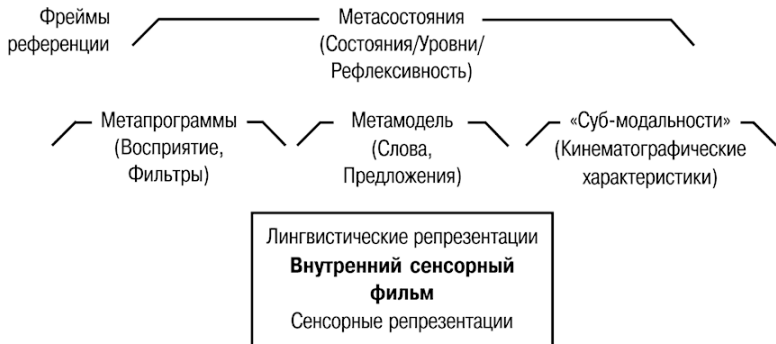 Фреймы
референции
Метасостояния
(Состояния/Уровни/
Рефлексивность)
Метапрограммы
(Восприятие,
Фильтры)
Метамодель
(Слова,
Предложения)
«Суб-модальности»
(Кинематографические
характеристики)
Лингвистические репрезентации
Внутренний сенсорный
фильм
Сенсорные репрезентации